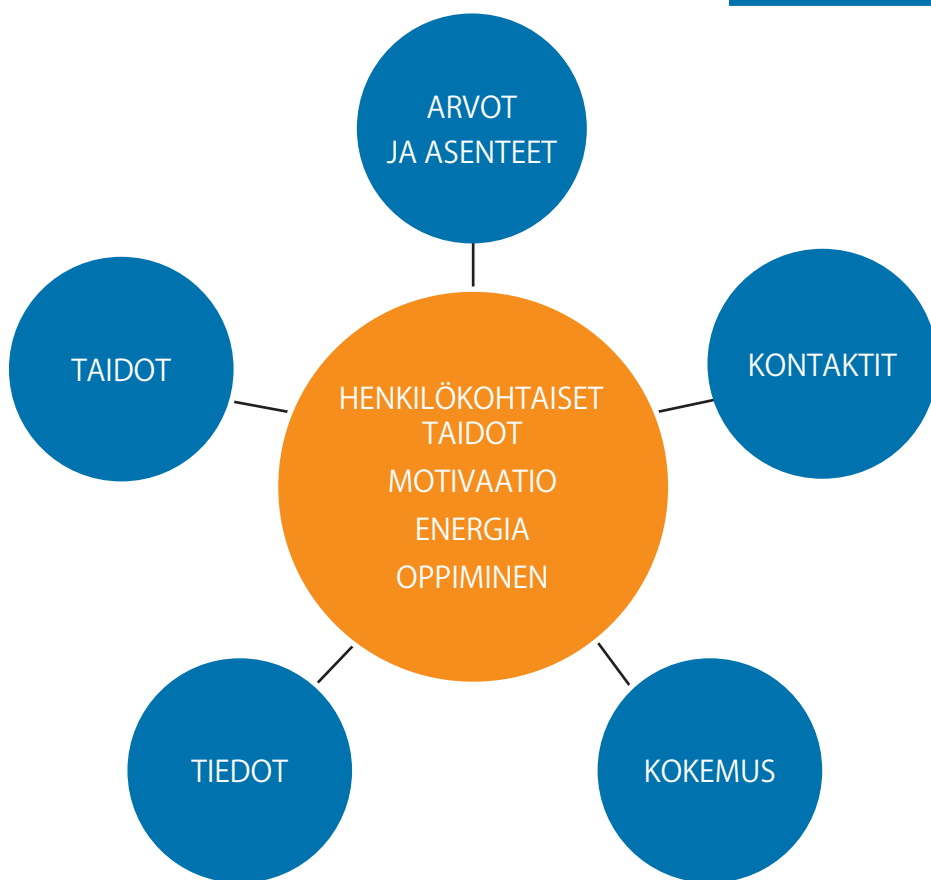 ARVOT
JA ASENTEET
TAIDOT
KONTAKTIT
HENKILÖKOHTAISET
TAIDOT
MOTIVAATIO
ENERGIA
OPPIMINEN
TIEDOT
KOKEMUS